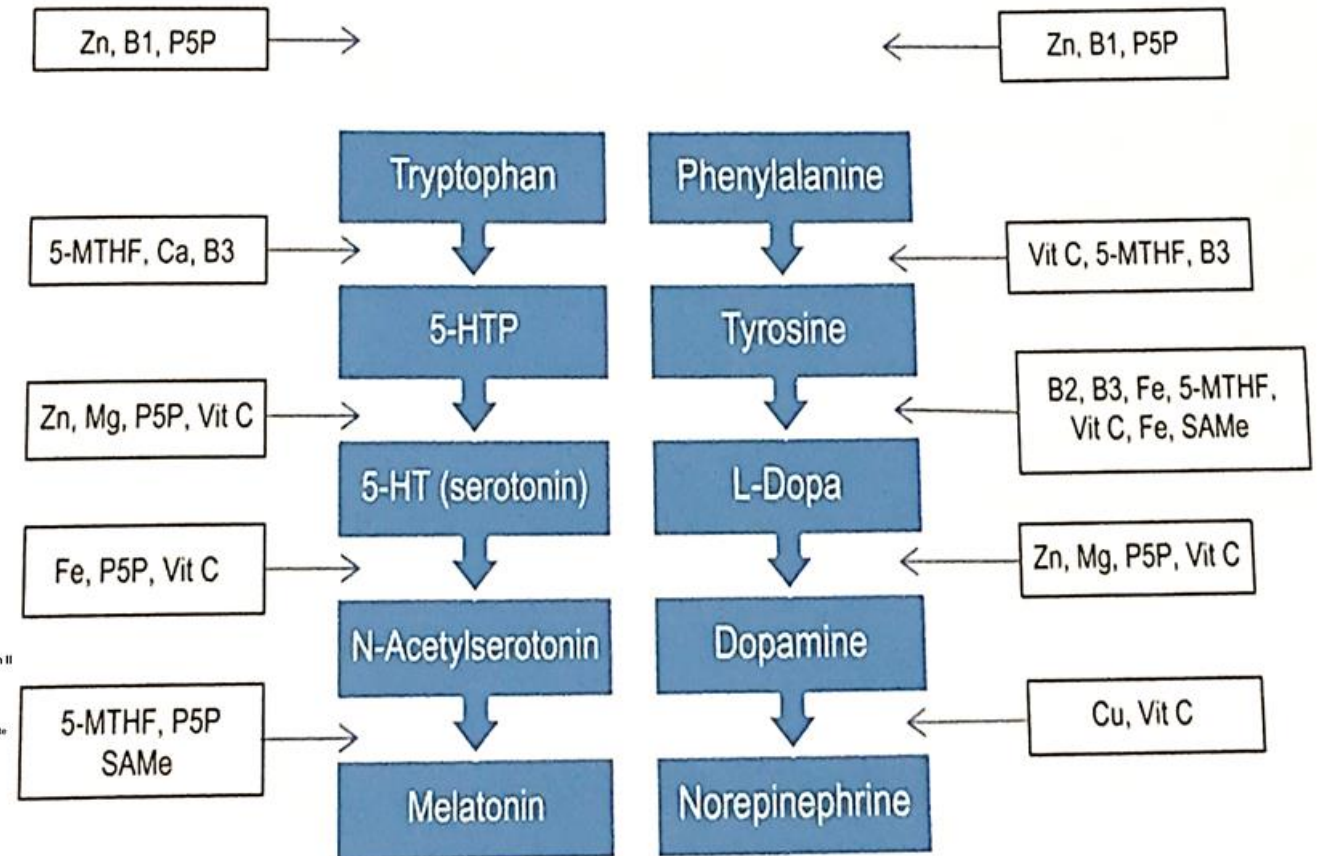 Zn, B1, P5P
Zn, B1, P5P
Tryptophan
Phenylalanine
5-MTHF, Ca, B3
Vit C, 5-MTHF, B3
5-HTP
Tyrosine
Zn, Mg, P5P, Vit C
B2, B3, Fe, 5-MTHF,
Vit C, Fe, SAMe
5-HT (serotonin)
L-Dopa
Fe, P5P, Vit C
Zn, Mg, P5P, Vit C
N-Acetylserotonin
Dopamine
5-MTHF, P5P
SAMe
Cu, Vit C
Melatonin
Norepinephrine